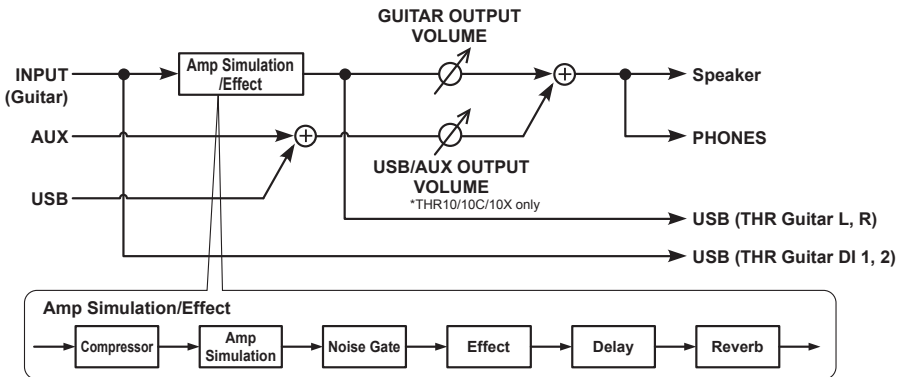 GUITAR OUTPUT
VOLUME
INPUT
(Guitar)
Amp Simulation
/Effect
Speaker
AUX
PHONES
USB/AUX OUTPUT
VOLUME
*THR10/10C/10X only
USB
USB (THR Guitar L, R)
USB (THR Guitar DI 1, 2)
Amp Simulation/Effect
Compressor
Amp
Simulation
Noise Gate
Effect
Delay
Reverb